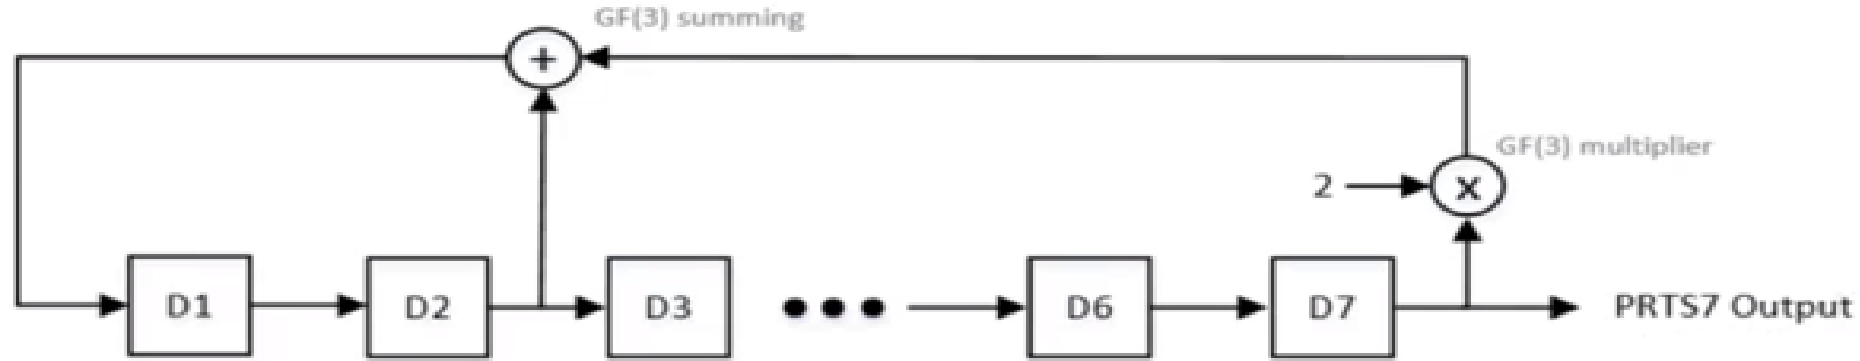 GF(3) summing
+
GF(3) multiplier
2
x
D1
D2
D3
D6
D7
PRTS7 Output